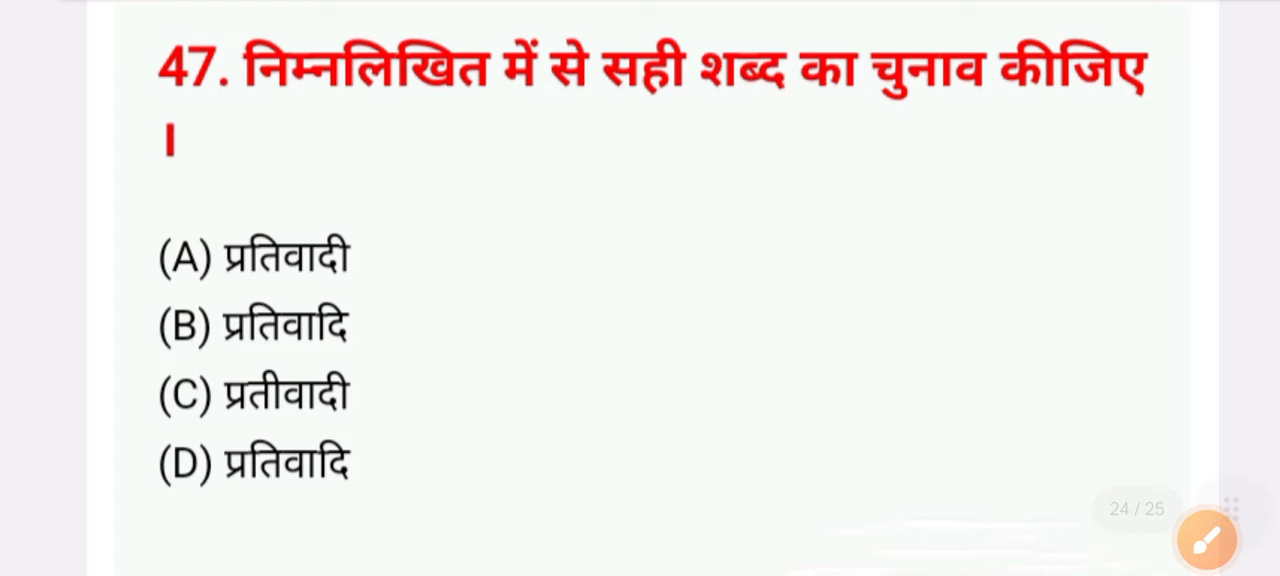 47. निम्नलिखित में से सही शब्द का चुनाव कीजिए
।
(A) प्रतिवादी
(B) प्रतिवादि
(C) प्रतीवादी
(D) प्रतिवादि
24 / 25